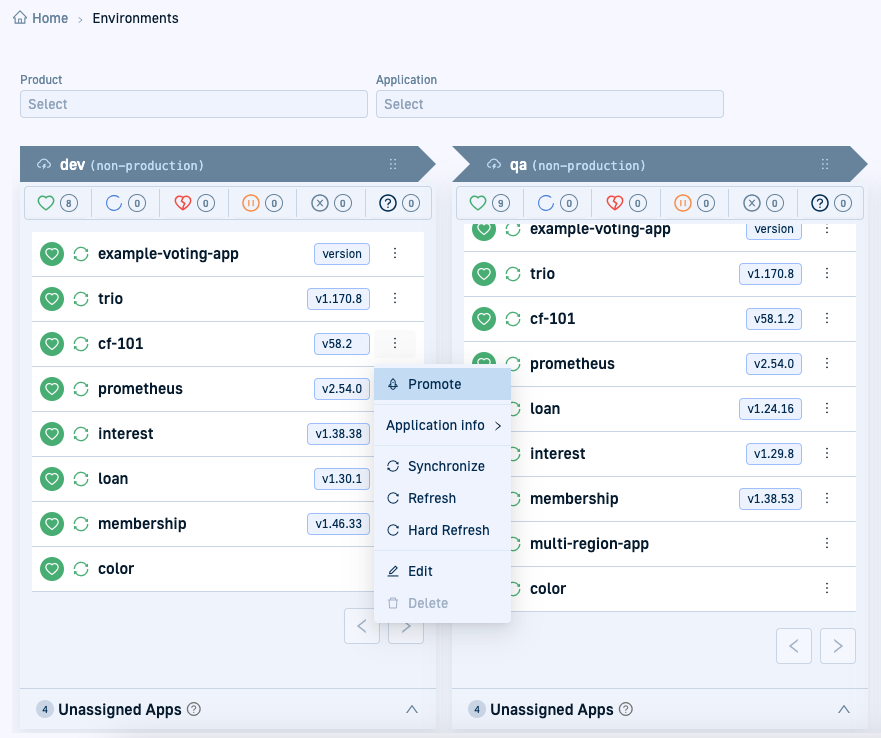 Home › Environments
Product
Application
Select
Select
dev (non-production)
8 0 0 0 0 ? 0
example-voting-app version
trio v1.170.8
cf-101 v58.2
prometheus v2.54.0
interest v1.38.38
loan v1.30.1
membership v1.46.33
color
4 Unassigned Apps ?
Promote
Application info >
Synchronize
Refresh
Hard Refresh
Edit
Delete
qa (non-production)
9 0 0 0 0 ? 0
example-voting-app version
trio v1.170.8
cf-101 v58.1.2
prometheus v2.54.0
loan v1.24.16
interest v1.29.8
membership v1.38.53
multi-region-app
color
4 Unassigned Apps ?